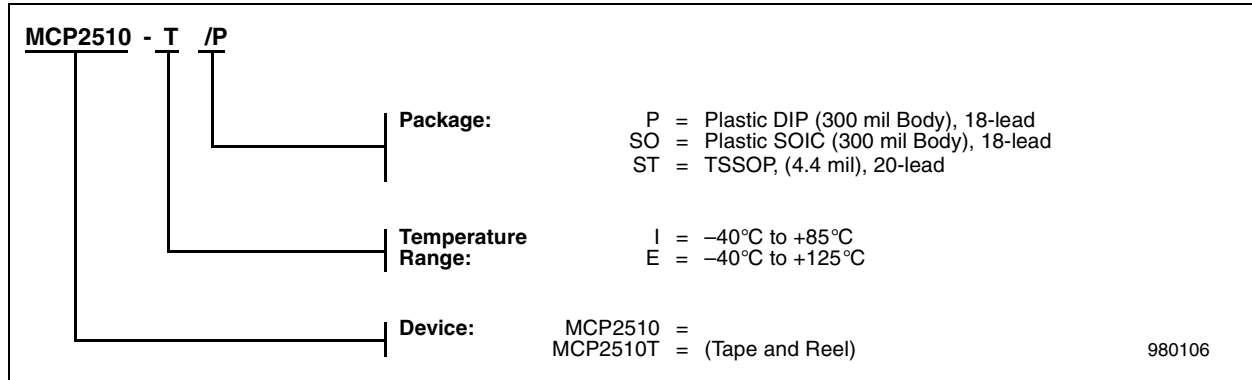 MCP2510 - T /P
Package: P = Plastic DIP (300 mil Body), 18-lead
SO = Plastic SOIC (300 mil Body), 18-lead
ST = TSSOP, (4.4 mil), 20-lead
Temperature I = –40°C to +85°C
Range: E = –40°C to +125°C
Device: MCP2510 =
MCP2510T = (Tape and Reel) 980106